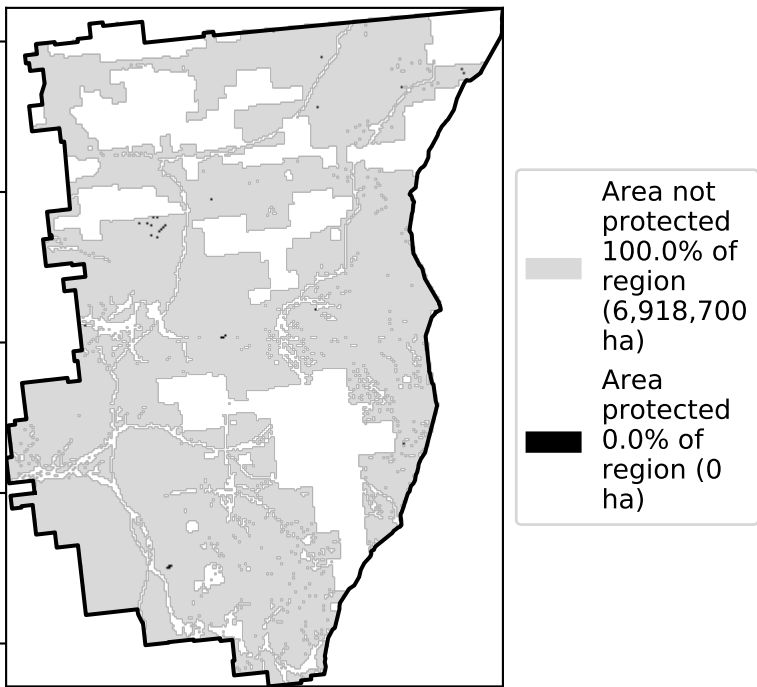 Area not
protected
100.0% of
region
(6,918,700
ha)
Area
protected
0.0% of
region (0
ha)